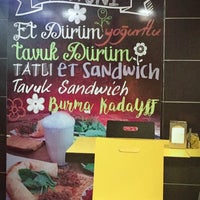 Et Dürüm yoğurtlu
Tavuk Dürüm
TATLI ET SANDWICH
Tavuk Sandwich
Burma Kadayıf